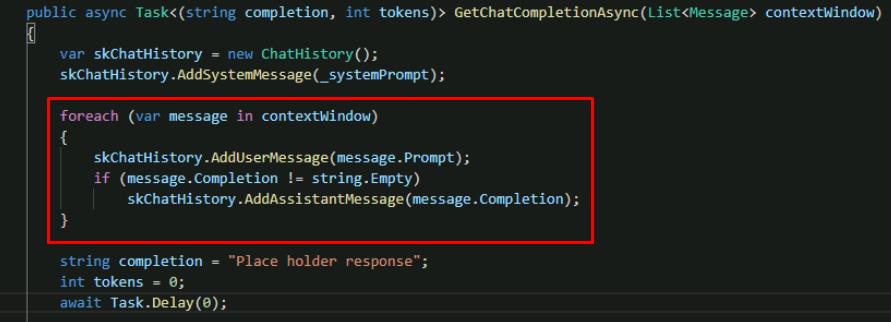 public async Task<(string completion, int tokens)> GetChatCompletionAsync(List<Message> contextWindow)
{
var skChatHistory = new ChatHistory();
skChatHistory.AddSystemMessage(_systemPrompt);
foreach (var message in contextWindow)
{
skChatHistory.AddUserMessage(message.Prompt);
if (message.Completion != string.Empty)
skChatHistory.AddAssistantMessage(message.Completion);
}
string completion = "Place holder response";
int tokens = 0;
await Task.Delay(0);